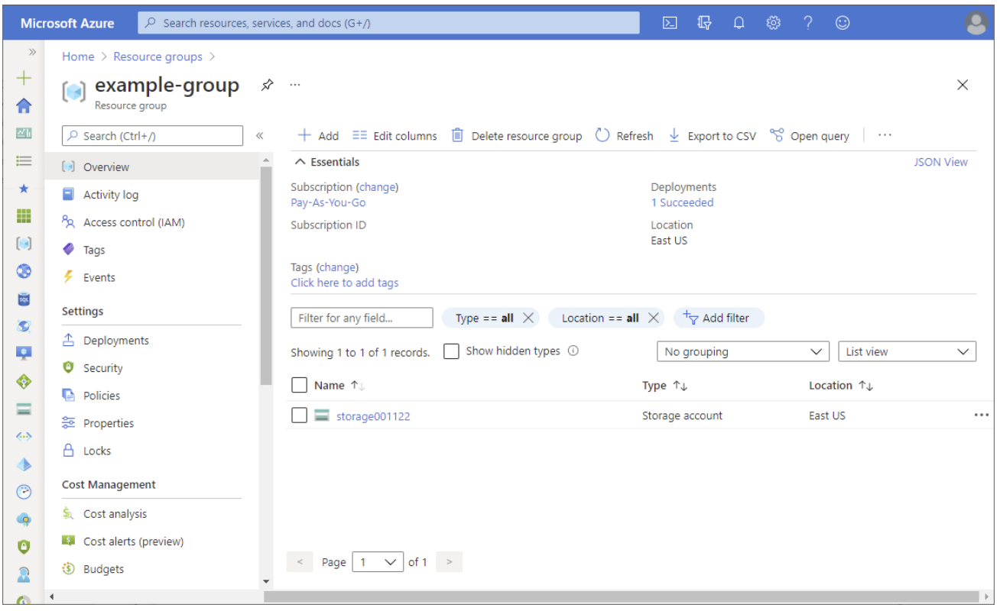 Microsoft Azure
Search resources, services, and docs (G+/)
Home > Resource groups >
example-group
Resource group
Search (Ctrl+/)
Overview
Activity log
Access control (IAM)
Tags
Events
Settings
Deployments
Security
Policies
Properties
Locks
Cost Management
Cost analysis
Cost alerts (preview)
Budgets
Add Edit columns Delete resource group Refresh Export to CSV Open query
Essentials JSON View
Subscription (change) Deployments
Pay-As-You-Go 1 Succeeded
Subscription ID Location
East US
Tags (change)
Click here to add tags
Filter for any field... Type == all Location == all Add filter
Showing 1 to 1 of 1 records. Show hidden types No grouping List view
Name Type Location
storage001122 Storage account East US
< Page 1 of 1 >